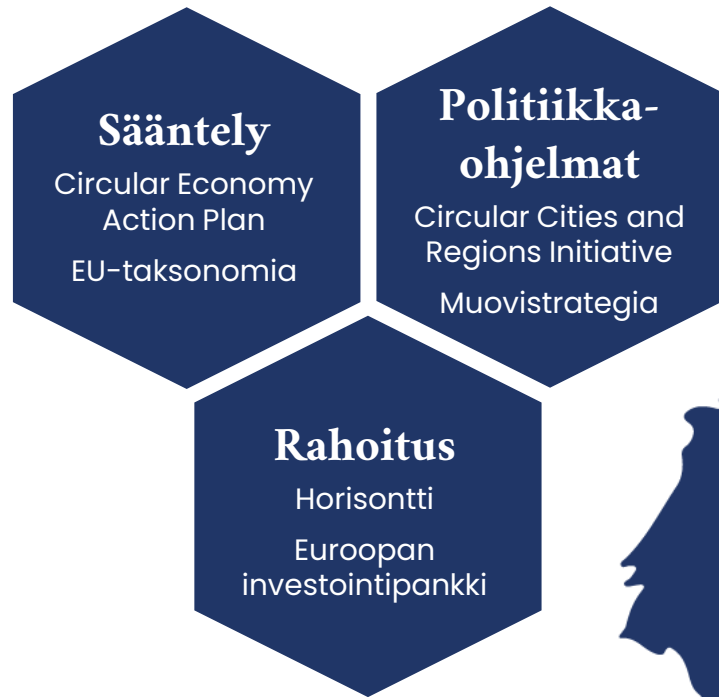 Sääntely
Circular Economy
Action Plan
EU-taksonomia
Politiikka-
ohjelmat
Circular Cities and
Regions Initiative
Muovistrategia
Rahoitus
Horisontti
Euroopan
investointipankki